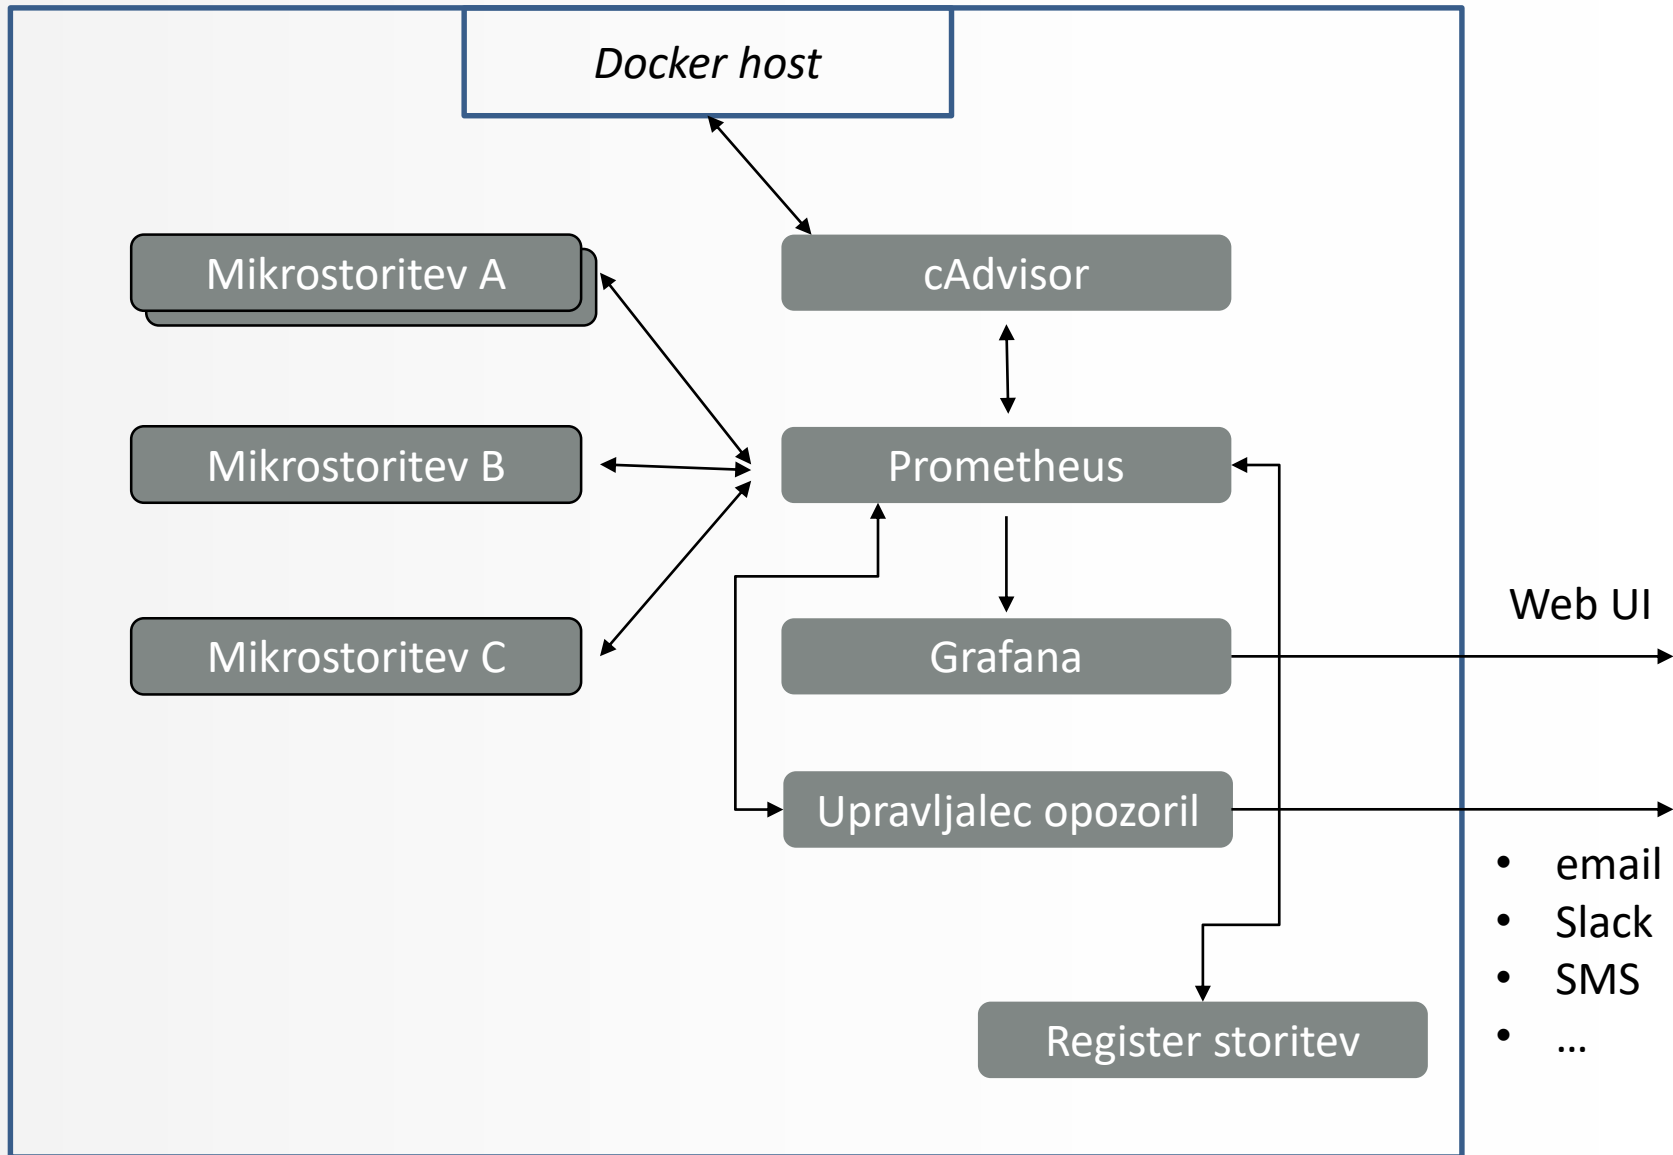 Docker host
Mikrostoritev A
cAdvisor
Mikrostoritev B
Prometheus
Mikrostoritev C
Grafana
Web UI
Upravljalec opozoril
• email
• Slack
• SMS
• ...
Register storitev